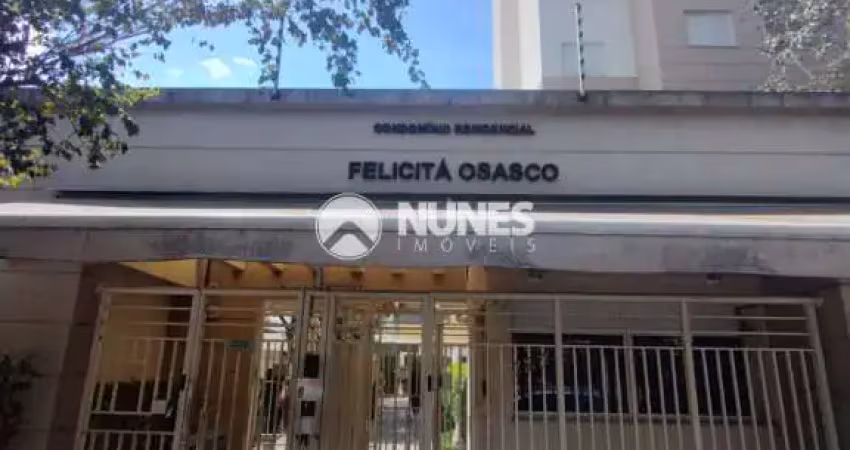 CONDOMÍNIO RESIDENCIAL
FELICITÁ OSASCO
NUNES
IMÓVEIS